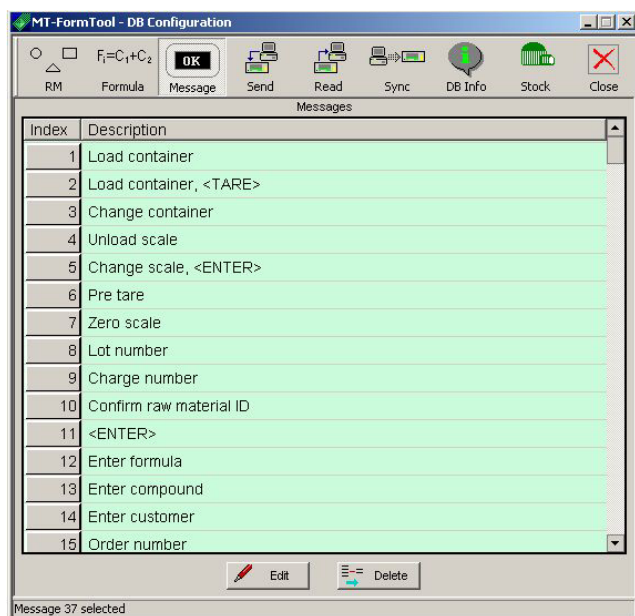 MT-FormTool - DB Configuration
Fi=C1+C2 OK
RM Formula Message Send Read Sync DB Info Stock Close
Messages
Index Description
1 Load container
2 Load container, <TARE>
3 Change container
4 Unload scale
5 Change scale, <ENTER>
6 Pre tare
7 Zero scale
8 Lot number
9 Charge number
10 Confirm raw material ID
11 <ENTER>
12 Enter formula
13 Enter compound
14 Enter customer
15 Order number
Edit Delete
Message 37 selected